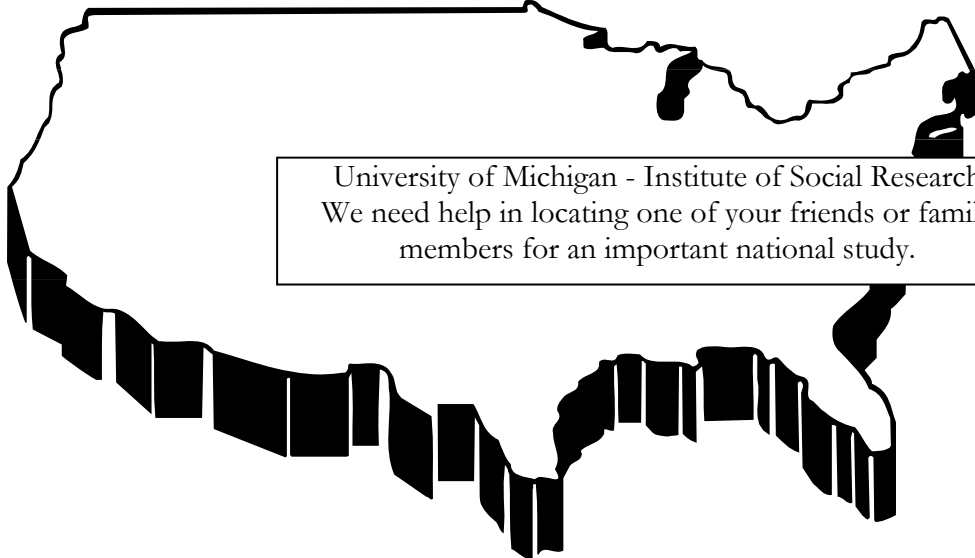 University of Michigan - Institute of Social Research
We need help in locating one of your friends or famil
members for an important national study.